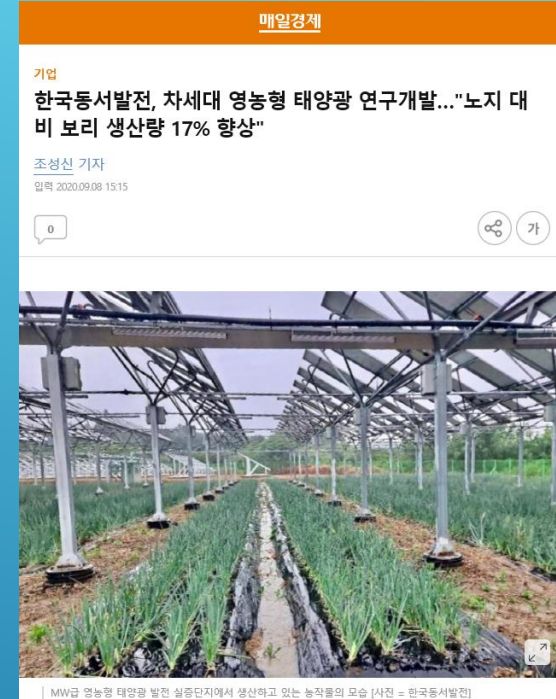 매일경제
기업
한국동서발전, 차세대 영농형 태양광 연구개발…"노지 대
비 보리 생산량 17% 향상"
조성신 기자
입력 2020.09.08 15:15
0
가
MW급 영농형 태양광 발전 실증단지에서 생산하고 있는 농작물의 모습 [사진 = 한국동서발전]